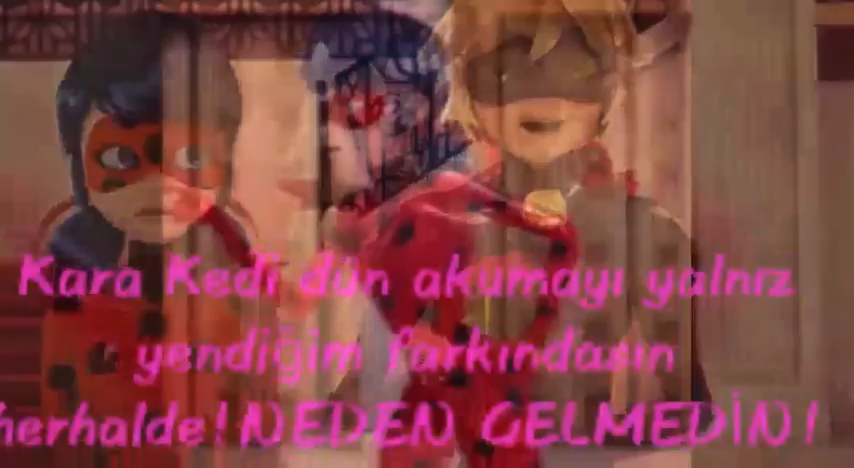 Kara Kedi dün akumayı yalnız
yendiğim farkındasın
herhalde!NEDEN GELMEDİN!